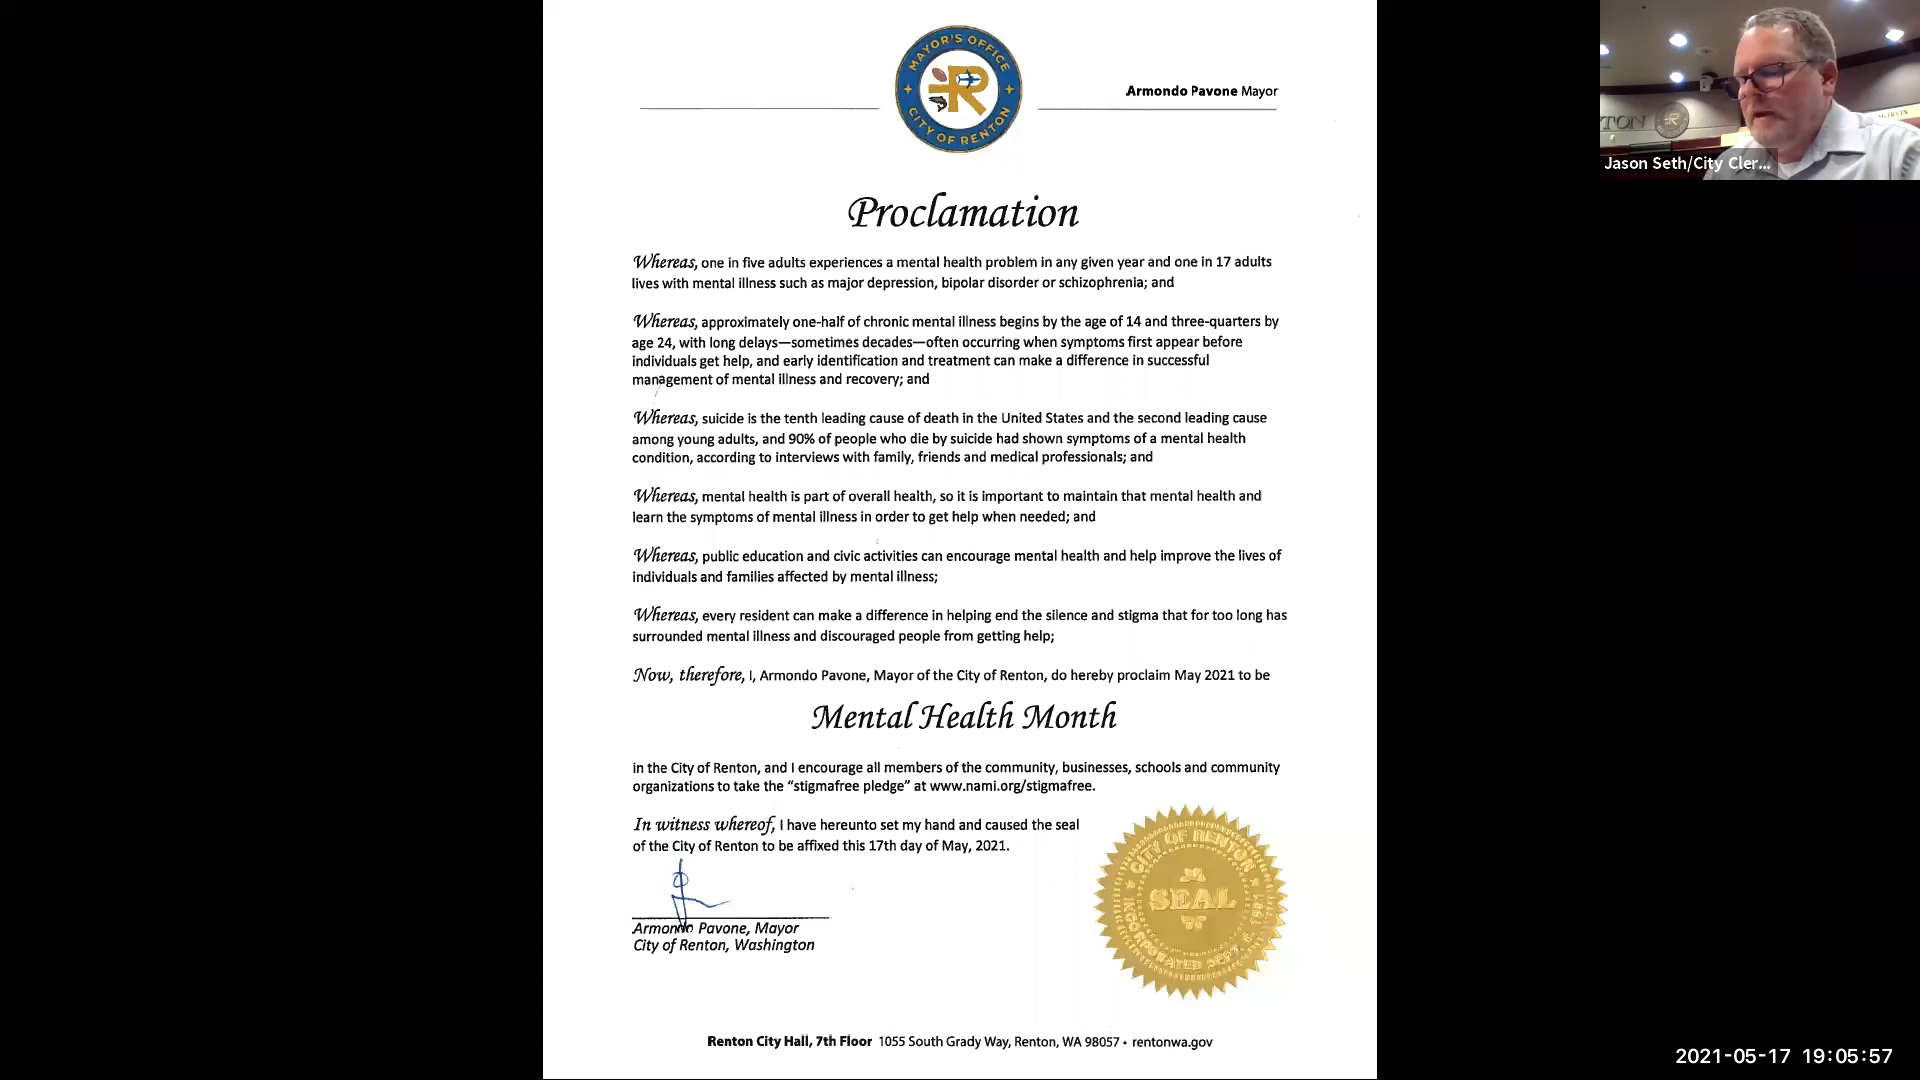 MAYOR'S OFFICE
CITY OF RENTON
R
Armondo Pavone Mayor
Proclamation
Whereas, one in five adults experiences a mental health problem in any given year and one in 17 adults
lives with mental illness such as major depression, bipolar disorder or schizophrenia; and
Whereas, approximately one-half of chronic mental illness begins by the age of 14 and three-quarters by
age 24, with long delays—sometimes decades—often occurring when symptoms first appear before
individuals get help, and early identification and treatment can make a difference in successful
management of mental illness and recovery; and
Whereas, suicide is the tenth leading cause of death in the United States and the second leading cause
among young adults, and 90% of people who die by suicide had shown symptoms of a mental health
condition, according to interviews with family, friends and medical professionals; and
Whereas, mental health is part of overall health, so it is important to maintain that mental health and
learn the symptoms of mental illness in order to get help when needed; and
Whereas, public education and civic activities can encourage mental health and help improve the lives of
individuals and families affected by mental illness;
Whereas, every resident can make a difference in helping end the silence and stigma that for too long has
surrounded mental illness and discouraged people from getting help;
Now, therefore, I, Armondo Pavone, Mayor of the City of Renton, do hereby proclaim May 2021 to be
Mental Health Month
in the City of Renton, and I encourage all members of the community, businesses, schools and community
organizations to take the “stigmafree pledge” at www.nami.org/stigmafree.
In witness whereof, I have hereunto set my hand and caused the seal
of the City of Renton to be affixed this 17th day of May, 2021.
Armondo Pavone, Mayor
City of Renton, Washington
CITY OF RENTON
SEAL
INCORPORATED SEPT. 6, 1901
Renton City Hall, 7th Floor 1055 South Grady Way, Renton, WA 98057 • rentonwa.gov
TON
R
Jason Seth/City Cler...
2021-05-17 19:05:57